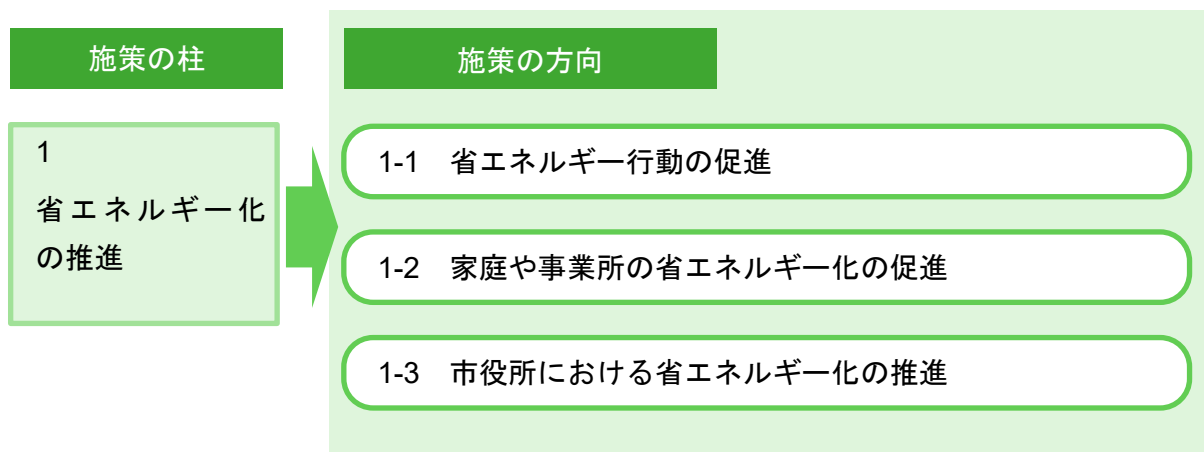 施策の柱
施策の方向
1
省エネルギー化
の推進
1-1　省エネルギー行動の促進
1-2　家庭や事業所の省エネルギー化の促進
1-3　市役所における省エネルギー化の推進